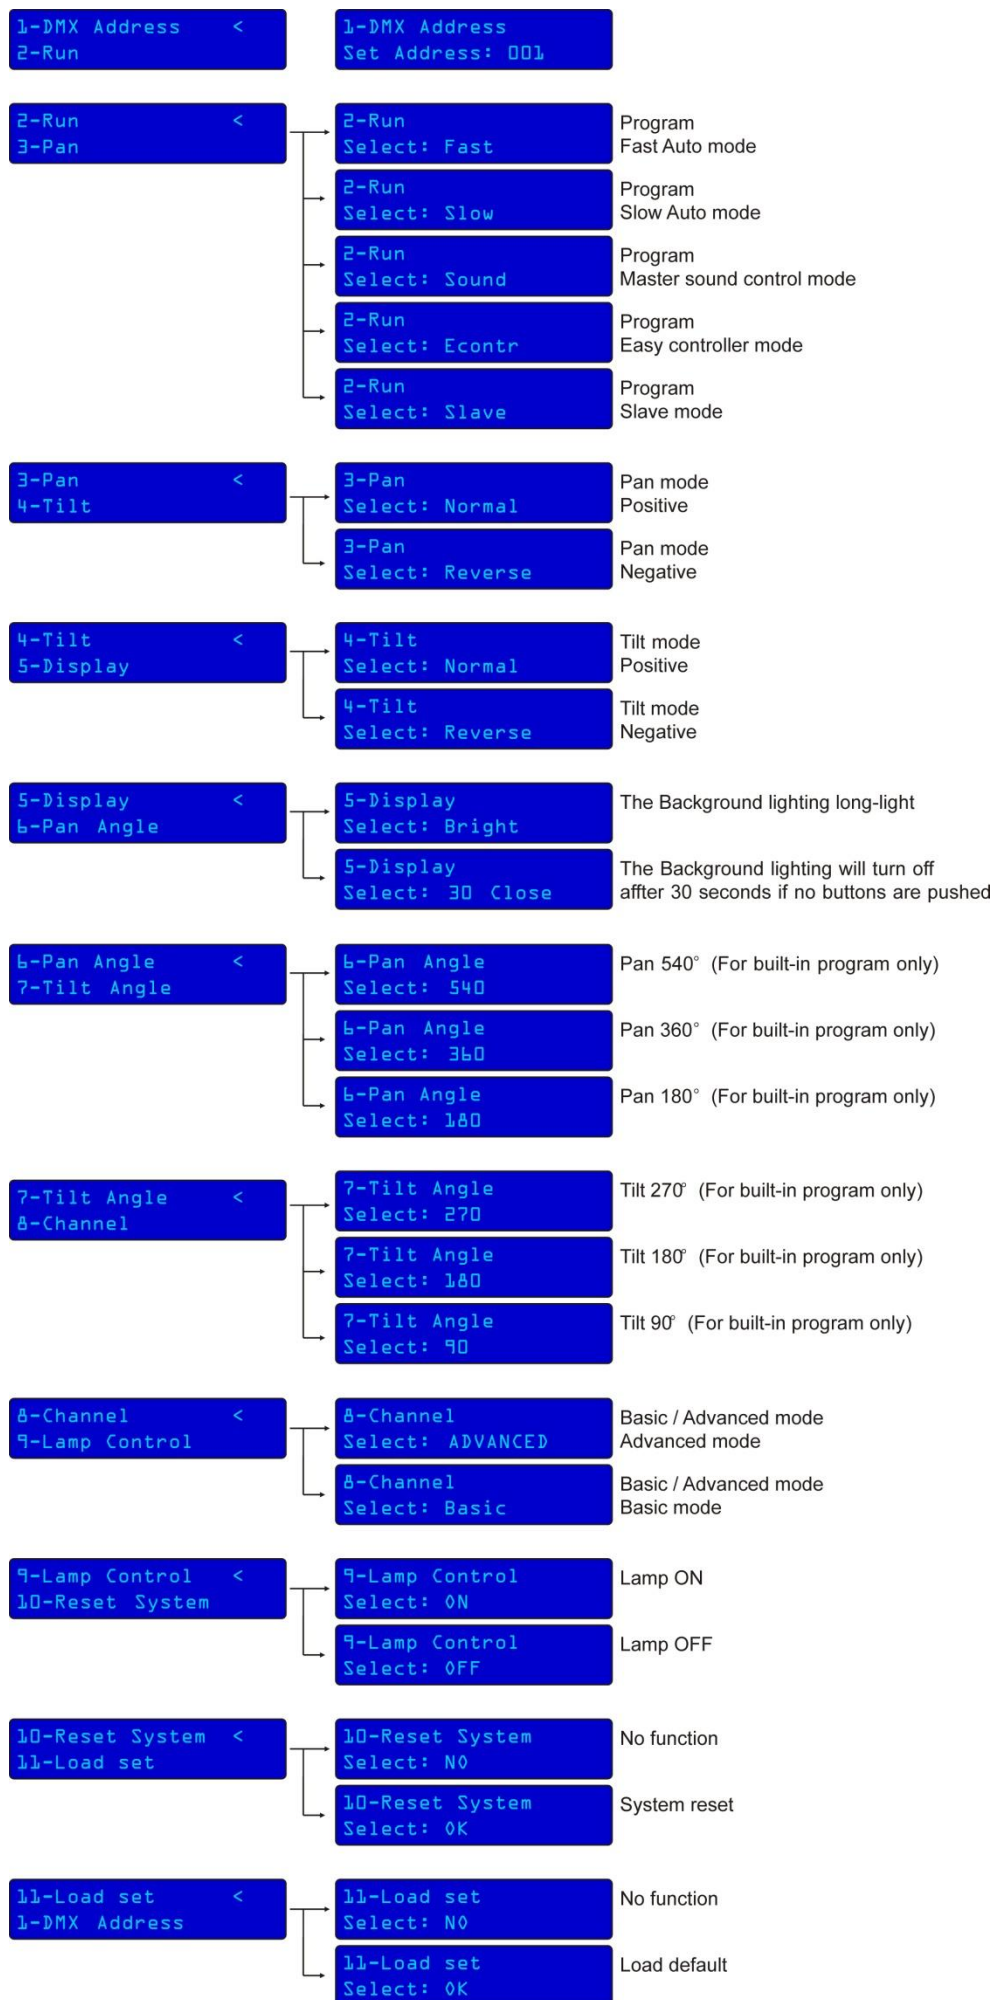 1-DMX Address <
2-Run
1-DMX Address
Set Address: 001
2-Run <
3-Pan
2-Run
Select: Fast
Program
Fast Auto mode
2-Run
Select: Slow
Program
Slow Auto mode
2-Run
Select: Sound
Program
Master sound control mode
2-Run
Select: Econtr
Program
Easy controller mode
2-Run
Select: Slave
Program
Slave mode
3-Pan <
4-Tilt
3-Pan
Select: Normal
Pan mode
Positive
3-Pan
Select: Reverse
Pan mode
Negative
4-Tilt <
5-Display
4-Tilt
Select: Normal
Tilt mode
Positive
4-Tilt
Select: Reverse
Tilt mode
Negative
5-Display <
6-Pan Angle
5-Display
Select: Bright
The Background lighting long-light
5-Display
Select: 30 Close
The Background lighting will turn off
affter 30 seconds if no buttons are pushed
6-Pan Angle <
7-Tilt Angle
6-Pan Angle
Select: 540
Pan 540° (For built-in program only)
6-Pan Angle
Select: 360
Pan 360° (For built-in program only)
6-Pan Angle
Select: 180
Pan 180° (For built-in program only)
7-Tilt Angle <
8-Channel
7-Tilt Angle
Select: 270
Tilt 270° (For built-in program only)
7-Tilt Angle
Select: 180
Tilt 180° (For built-in program only)
7-Tilt Angle
Select: 90
Tilt 90° (For built-in program only)
8-Channel <
9-Lamp Control
8-Channel
Select: ADVANCED
Basic / Advanced mode
Advanced mode
8-Channel
Select: Basic
Basic / Advanced mode
Basic mode
9-Lamp Control <
10-Reset System
9-Lamp Control
Select: ON
Lamp ON
9-Lamp Control
Select: OFF
Lamp OFF
10-Reset System <
11-Load set
10-Reset System
Select: NO
No function
10-Reset System
Select: OK
System reset
11-Load set <
1-DMX Address
11-Load set
Select: NO
No function
11-Load set
Select: OK
Load default